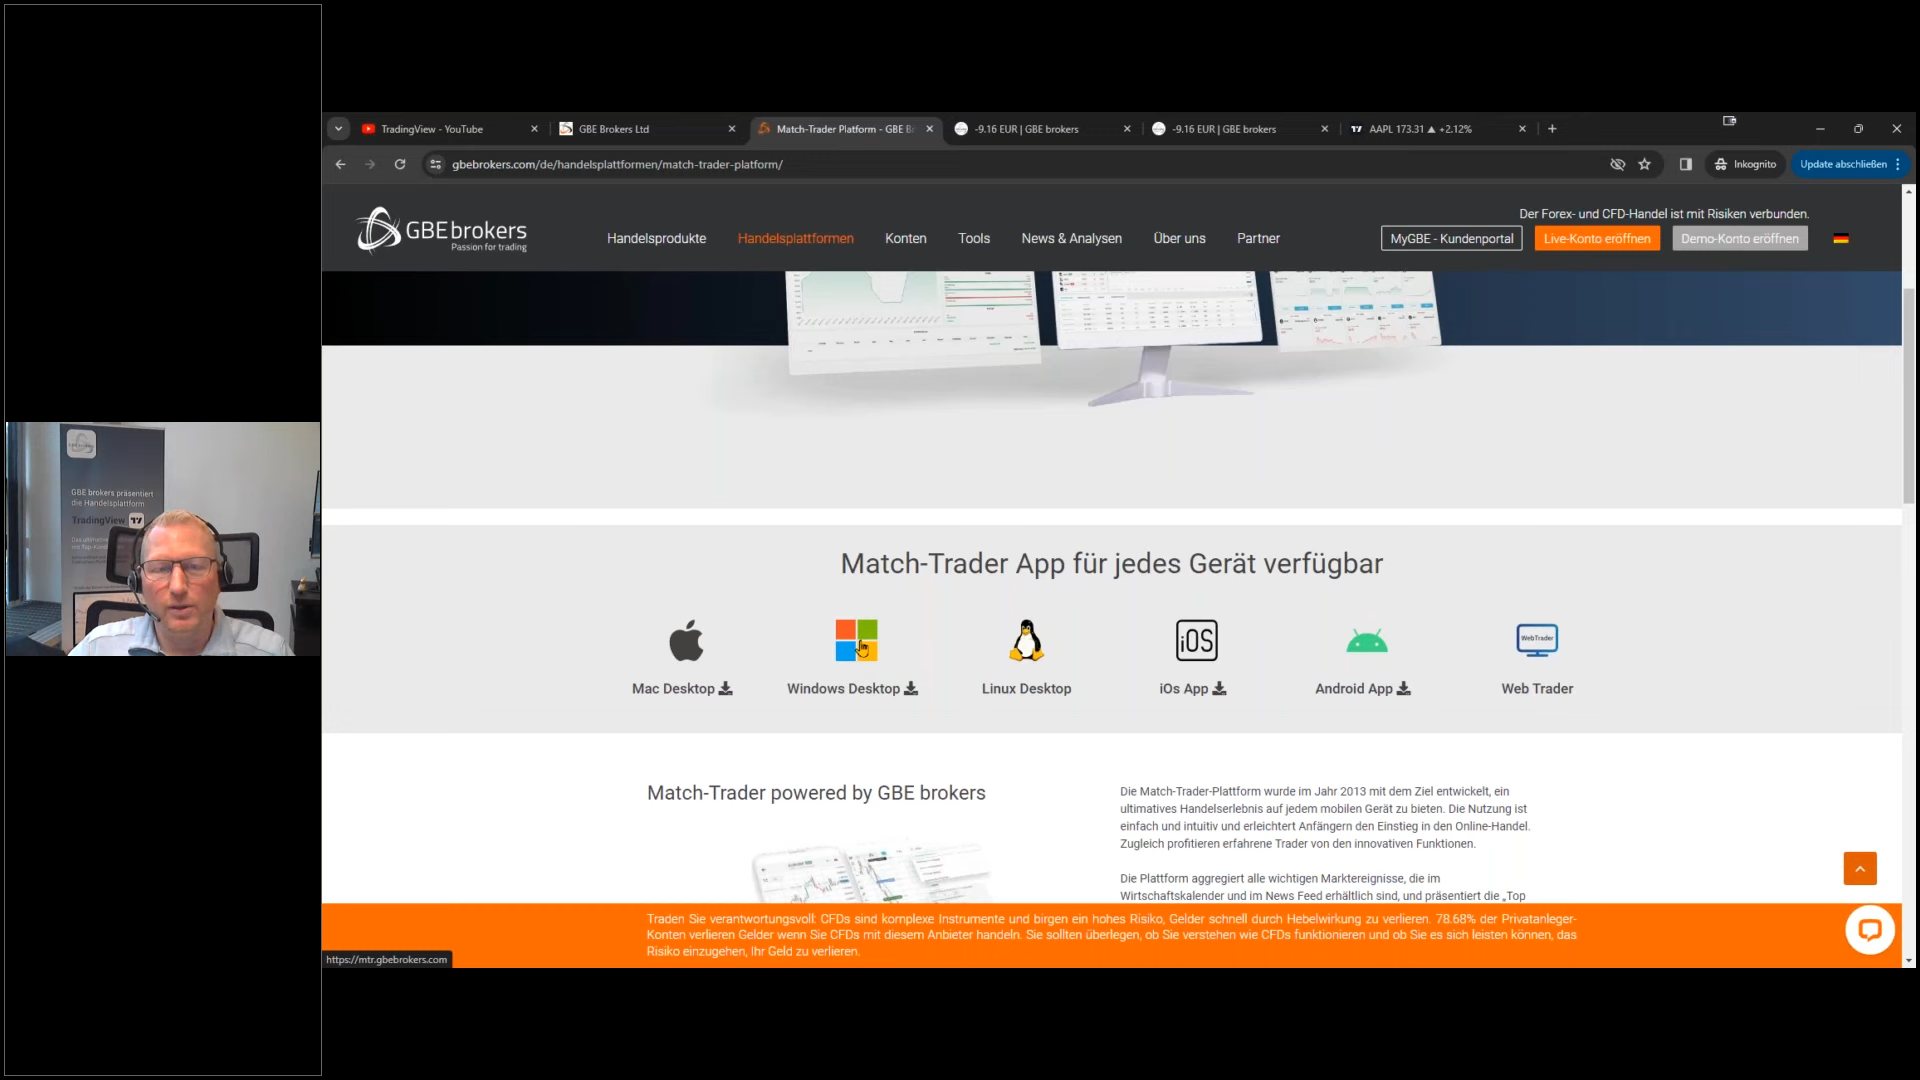 TradingView - YouTube
GBE Brokers Ltd
Match-Trader Platform - GBE B
-9.16 EUR | GBE brokers
-9.16 EUR | GBE brokers
AAPL 173.31 ▲ +2.12%
gbebrokers.com/de/handelsplattformen/match-trader-platform/
Inkognito
Update abschließen
GBE brokers
Passion for trading
Handelsprodukte
Handelsplattformen
Konten
Tools
News & Analysen
Über uns
Partner
Der Forex- und CFD-Handel ist mit Risiken verbunden.
MyGBE - Kundenportal
Live-Konto eröffnen
Demo-Konto eröffnen
GBE brokers präsentiert
die Handelsplattform
TradingView
Match-Trader App für jedes Gerät verfügbar
iOS
WebTrader
Mac Desktop
Windows Desktop
Linux Desktop
iOs App
Android App
Web Trader
Match-Trader powered by GBE brokers
Die Match-Trader-Plattform wurde im Jahr 2013 mit dem Ziel entwickelt, ein
ultimatives Handelserlebnis auf jedem mobilen Gerät zu bieten. Die Nutzung ist
einfach und intuitiv und erleichtert Anfängern den Einstieg in den Online-Handel.
Zugleich profitieren erfahrene Trader von den innovativen Funktionen.
Die Plattform aggregiert alle wichtigen Marktereignisse, die im
Wirtschaftskalender und im News Feed erhältlich sind, und präsentiert die „Top
Traden Sie verantwortungsvoll: CFDs sind komplexe Instrumente und birgen ein hohes Risiko, Gelder schnell durch Hebelwirkung zu verlieren. 78.68% der Privatanleger-
Konten verlieren Gelder wenn Sie CFDs mit diesem Anbieter handeln. Sie sollten überlegen, ob Sie verstehen wie CFDs funktionieren und ob Sie es sich leisten können, das
Risiko einzugehen, Ihr Geld zu verlieren.
https://mtr.gbebrokers.com